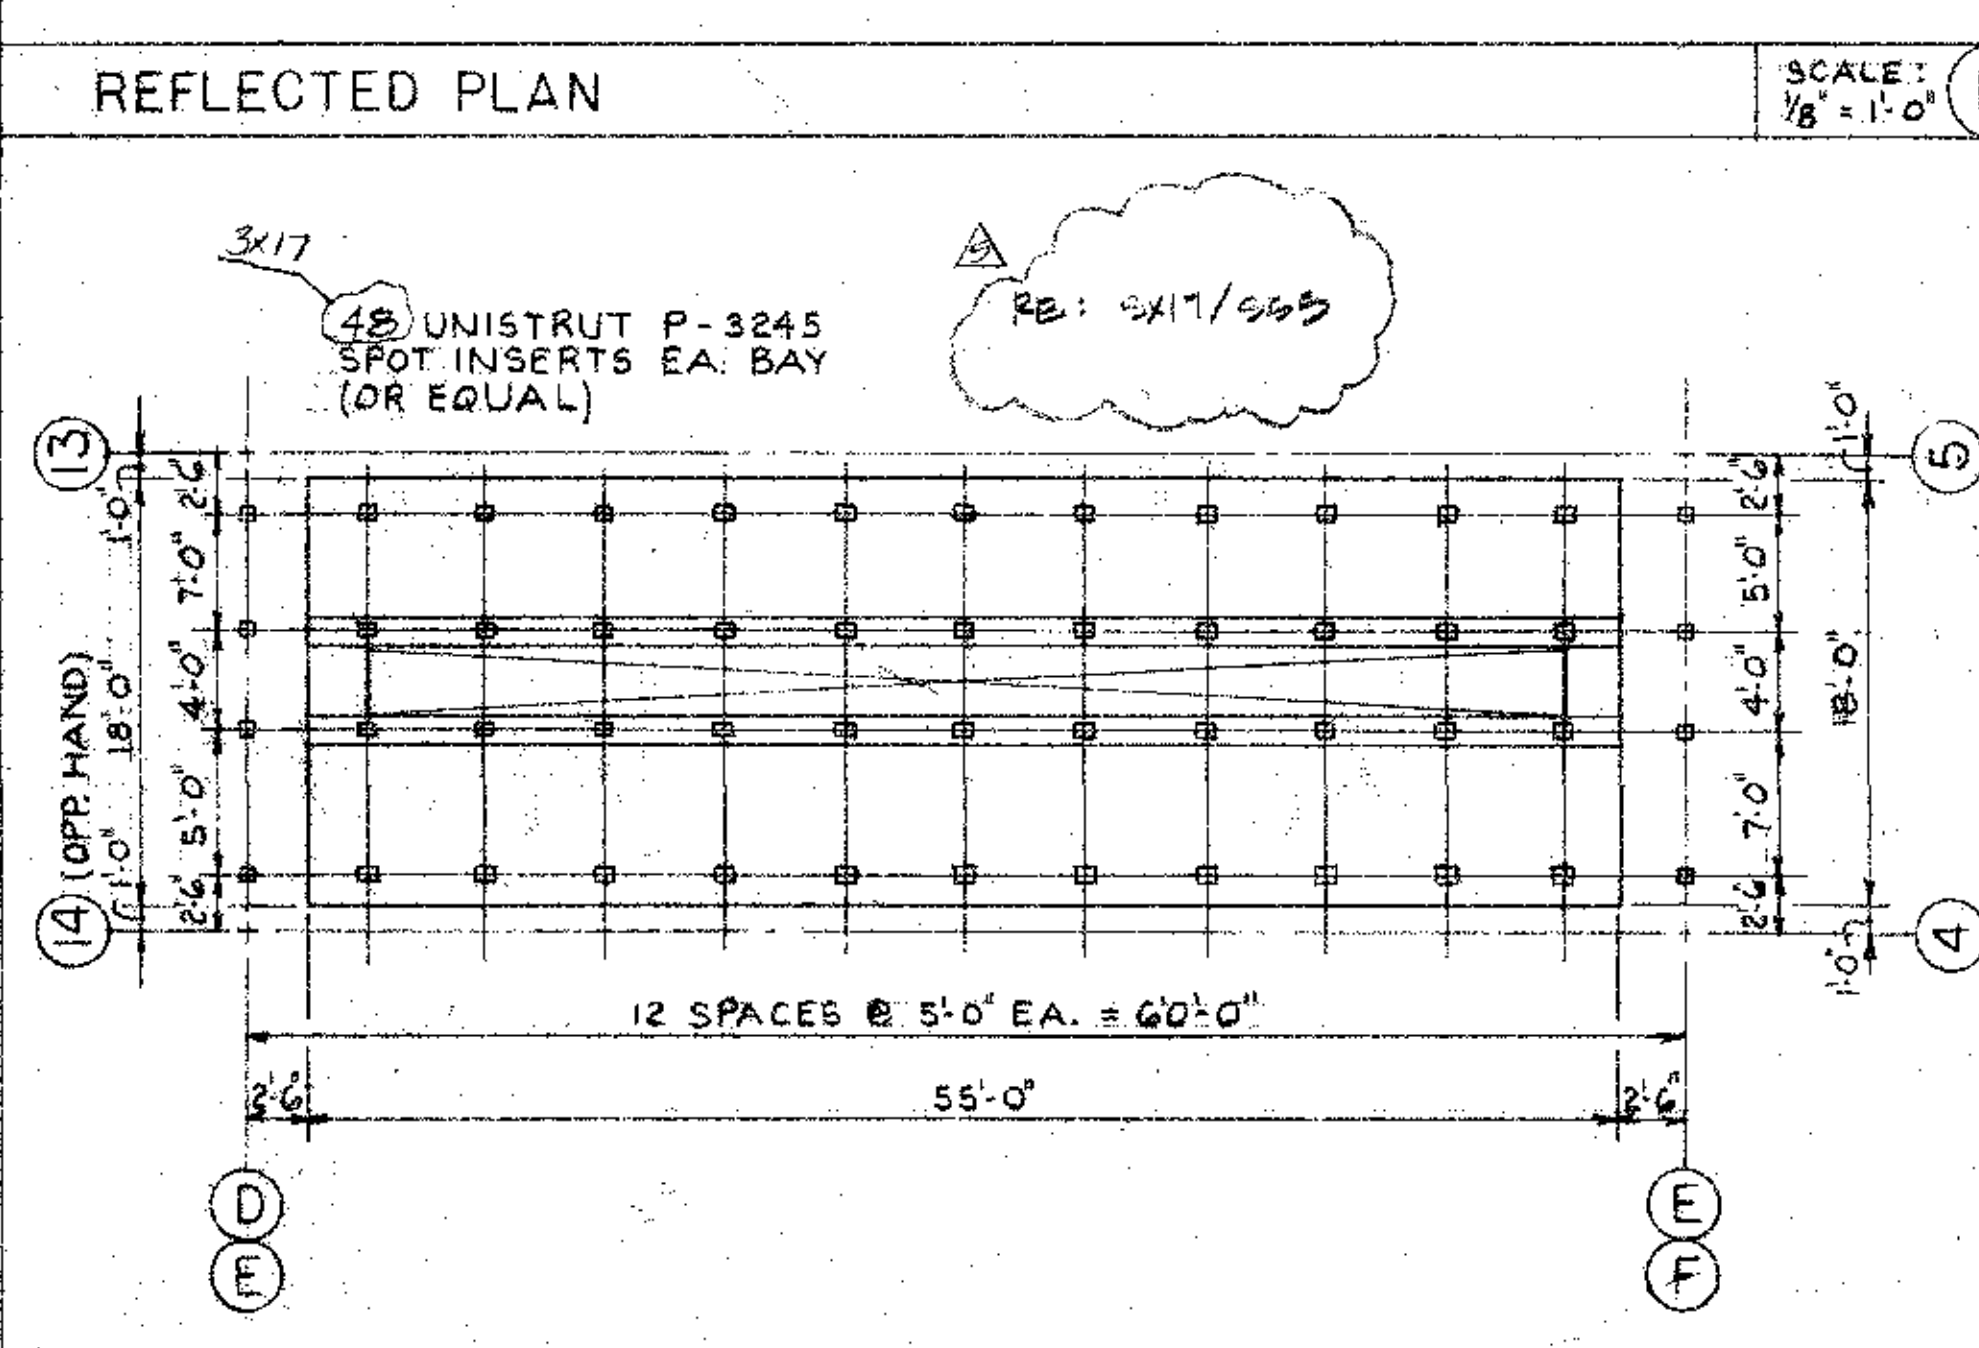 REFLECTED PLAN
SCALE:
1/8" = 1'-0"
3x17
48 UNISTRUT P-3245
SPOT INSERTS EA. BAY
(OR EQUAL)
5
RE: 3x17/
13
14 (OPP. HAND)
1'-0"
18'-0"
1'-0"
2'-6"
7'-0"
4'-0"
5'-0"
2'-6"
2'-6"
5'-0"
4'-0"
7'-0"
2'-6"
1'-0"
18'-0"
1'-0"
5
4
12 SPACES @ 5'-0" EA. = 60'-0"
2'-6" 55'-0" 2'-6"
D E
E F